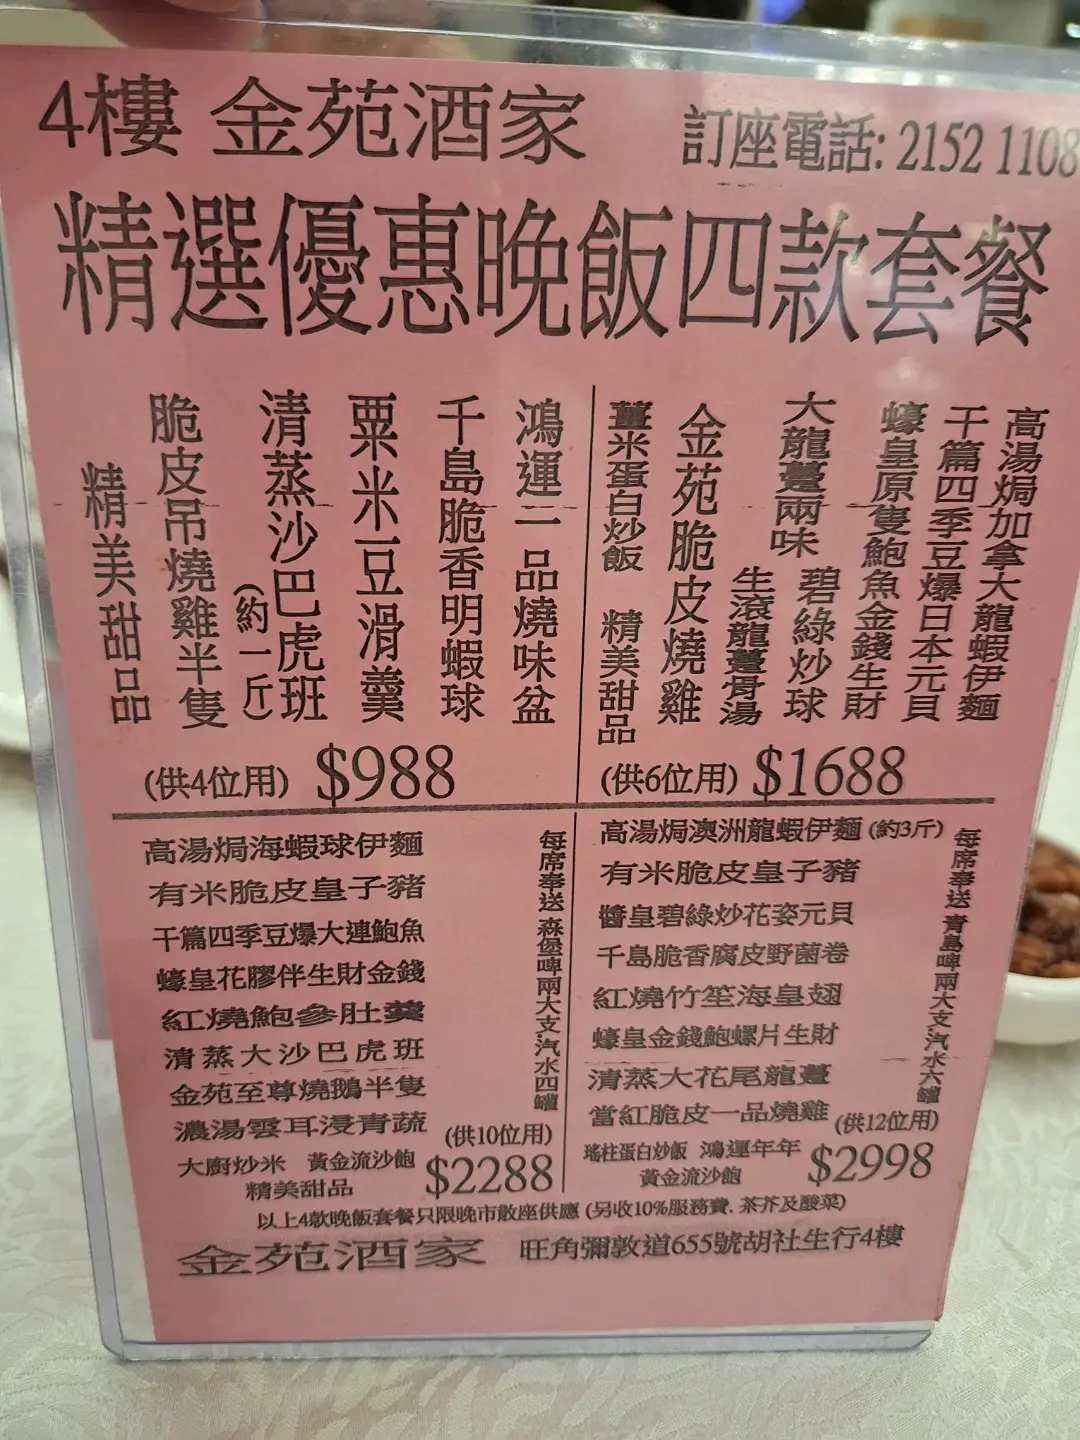 4樓 金苑酒家
訂座電話: 2152 1108
精選優惠晚飯四款套餐
高湯焗加拿大龍蝦伊麵
干篇四季豆爆日本元貝
蠔皇原隻鮑魚金錢生財
大龍躉兩味
碧綠炒球
生滾龍躉骨湯
金苑脆皮燒雞
薑米蛋白炒飯 精美甜品
(供6位用) $1688
鴻運一品燒味盆
千島脆香明蝦球
粟米豆滑羹
清蒸沙巴虎班
(約一斤)
脆皮吊燒雞半隻
精美甜品
(供4位用) $988
高湯焗海蝦球伊麵
有米脆皮皇子豬
干篇四季豆爆大連鮑魚
蠔皇花膠伴生財金錢
紅燒鮑參肚羹
清蒸大沙巴虎班
金苑至尊燒鵝半隻
濃湯雲耳浸青蔬
大廚炒米 黃金流沙飽
精美甜品
每席奉送 森堡啤兩大支汽水四罐
(供10位用)
$2288
高湯焗澳洲龍蝦伊麵 (約3斤)
有米脆皮皇子豬
醬皇碧綠炒花姿元貝
千島脆香腐皮野菌卷
紅燒竹笙海皇翅
蠔皇金錢鮑螺片生財
清蒸大花尾龍躉
當紅脆皮一品燒雞
瑤柱蛋白炒飯 鴻運年年
黃金流沙飽
每席奉送 青島啤兩大支汽水六罐
(供12位用)
$2998
以上4款晚飯套餐只限晚市散座供應 (另收10%服務費, 茶芥及酸菜)
金苑酒家 旺角彌敦道655號胡社生行4樓